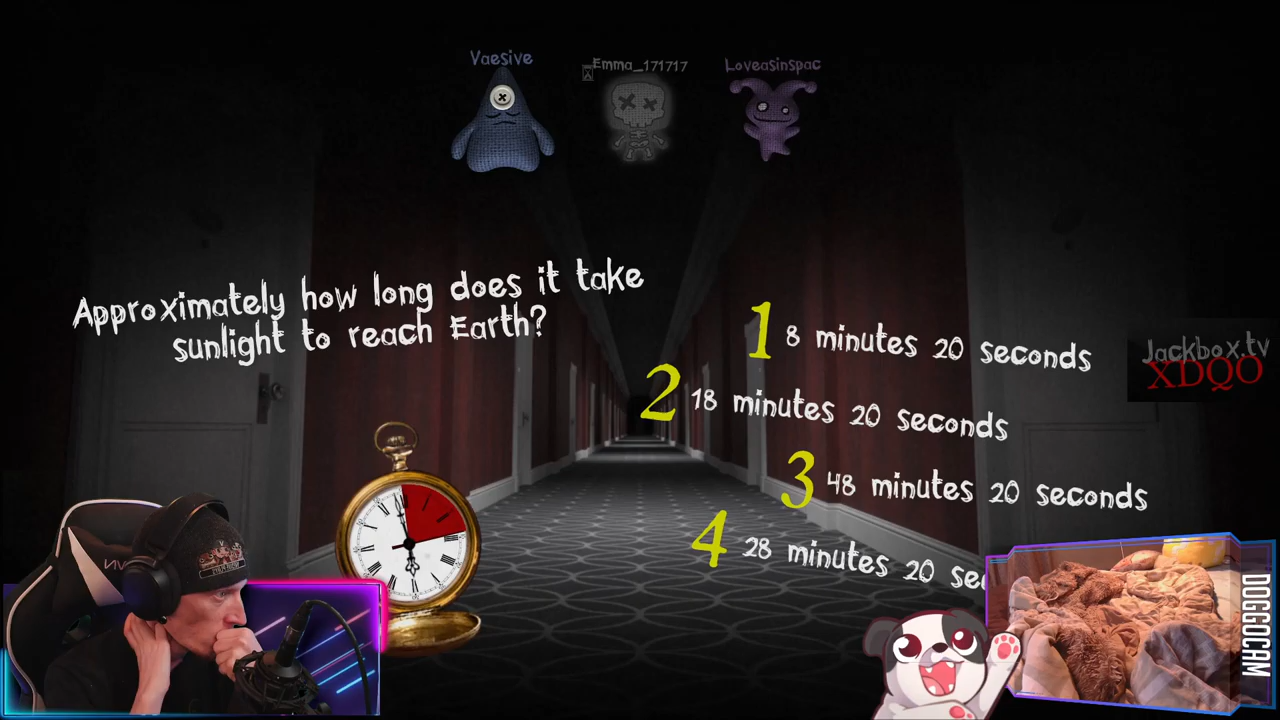 Vaesive
Emma_171717
Loveasinspac
Approximately how long does it take
sunlight to reach Earth?
1 8 minutes 20 seconds
2 18 minutes 20 seconds
3 48 minutes 20 seconds
4 28 minutes 20
Jackbox.tv
XDQO
DOGGOCAM